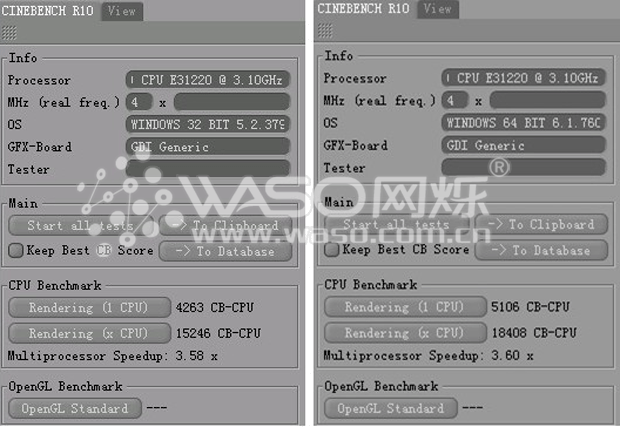 CINEBENCH R10 View
Info
Processor ) CPU E31220 @ 3.10GHz
MHz (real freq.) 4 x
OS WINDOWS 32 BIT 5.2.379
GFX-Board GDI Generic
Tester
Main
Start all tests -> To Clipboard
Keep Best CB Score -> To Database
CPU Benchmark
Rendering (1 CPU) 4263 CB-CPU
Rendering (x CPU) 15246 CB-CPU
Multiprocessor Speedup: 3.58 x
OpenGL Benchmark
OpenGL Standard ---
CINEBENCH R10 View
Info
Processor ) CPU E31220 @ 3.10GHz
MHz (real freq.) 4 x
OS WINDOWS 64 BIT 6.1.760
GFX-Board GDI Generic
Tester
Main
Start all tests -> To Clipboard
Keep Best CB Score -> To Database
CPU Benchmark
Rendering (1 CPU) 5106 CB-CPU
Rendering (x CPU) 18408 CB-CPU
Multiprocessor Speedup: 3.60 x
OpenGL Benchmark
OpenGL Standard ---
WASO网烁®
www.waso.com.cn